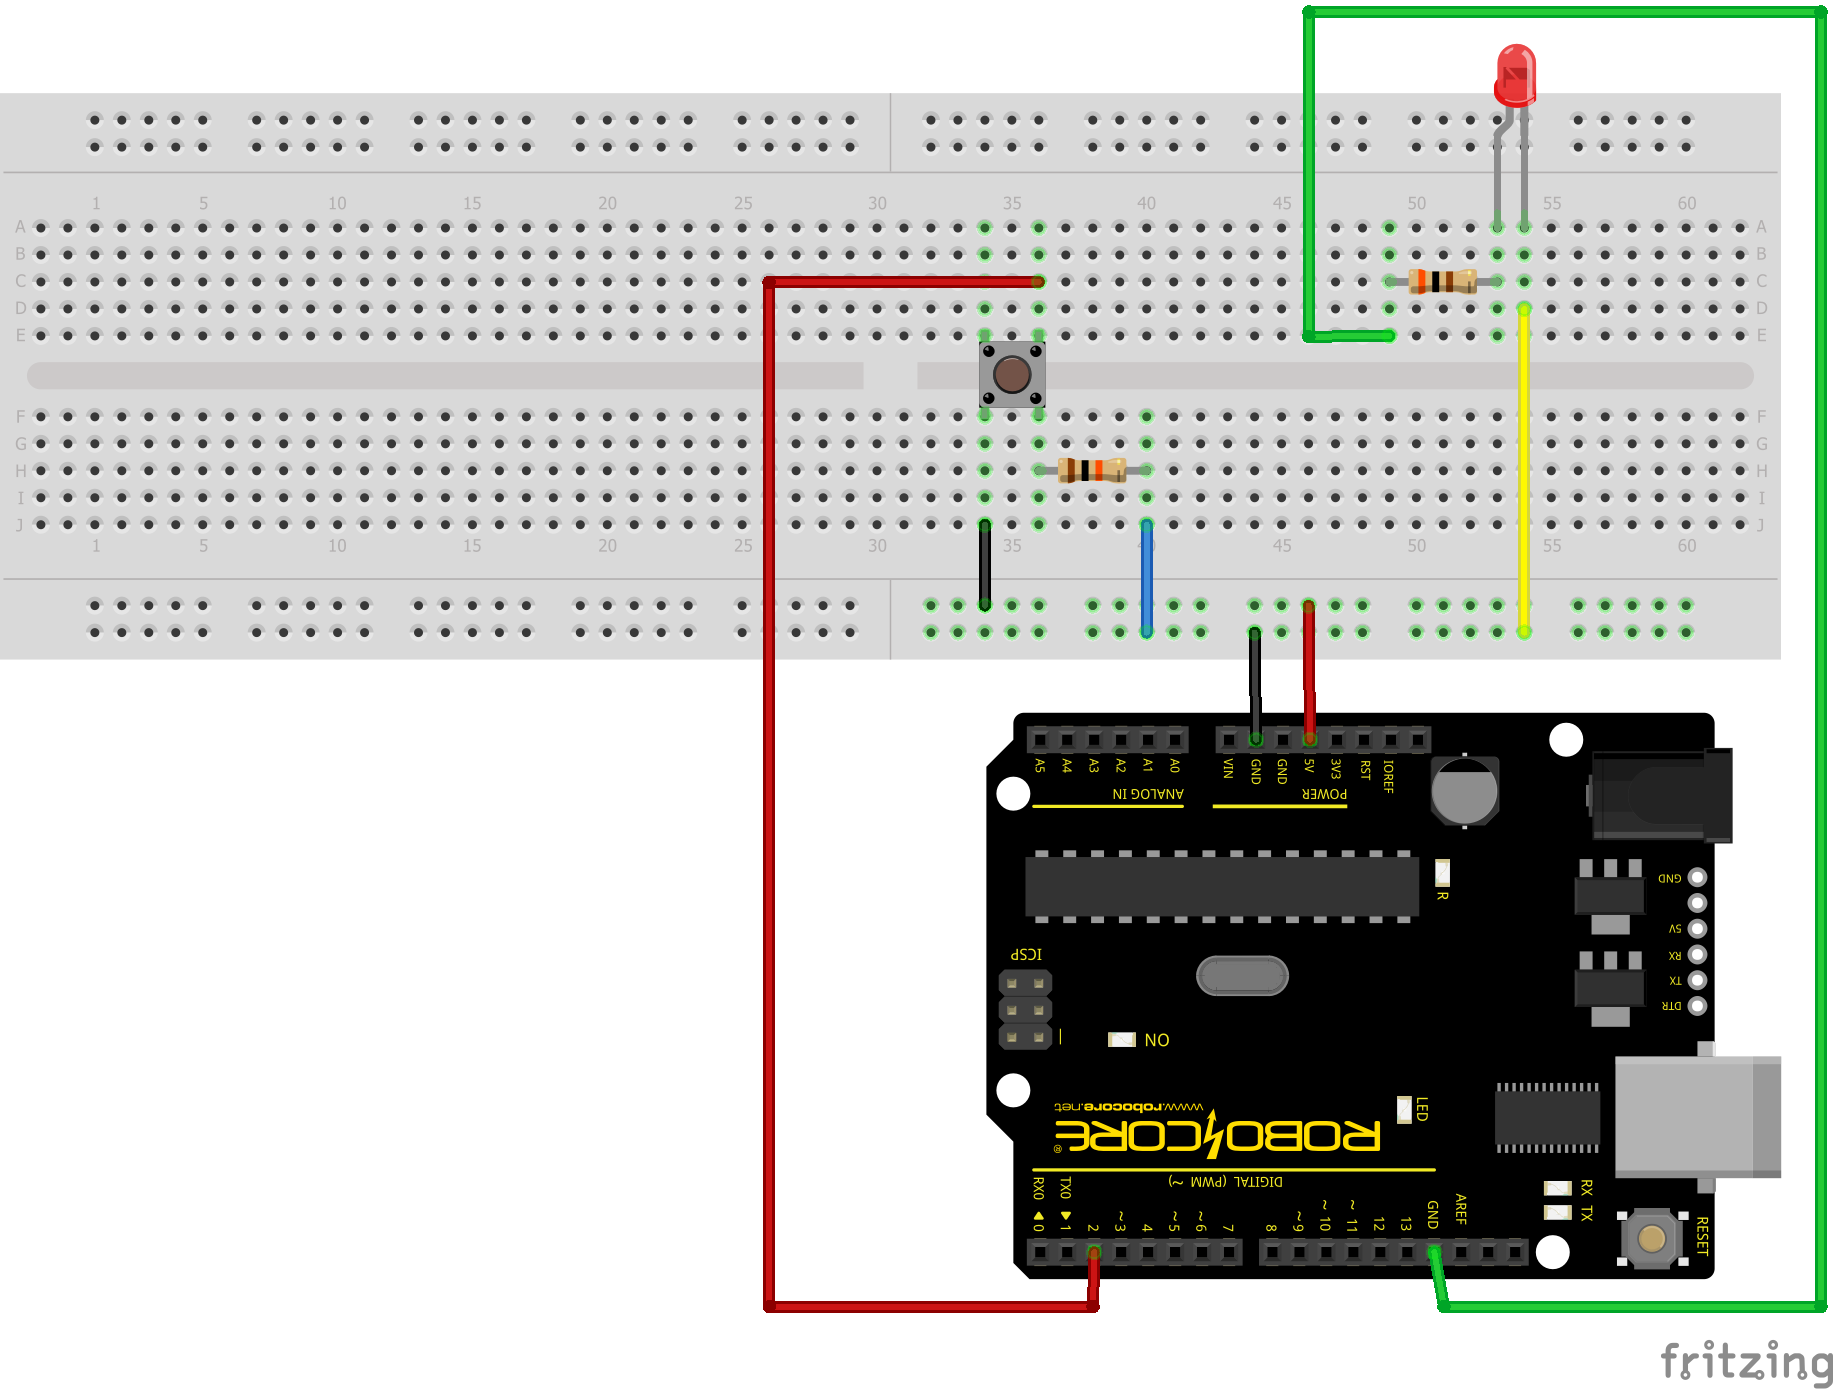 1 5 10 15 20 25 30 35 40 45 50 55 60
A A
B B
C C
D D
E E
F F
G G
H H
I I
J J
1 5 10 15 20 25 30 35 40 45 50 55 60
A5 A4 A3 A2 A1 A0 VIN GND GND 5V 3V3 RST IOREF
ANALOG IN POWER
R
GND
5V
RX
TX
DTR
ICSP
ON
LED
www.robocore.net
ROBOCORE®
DIGITAL (PWM ~)
RX0 TX0
0 1 2 ~3 4 ~5 ~6 7 8 ~9 ~10 ~11 12 13 GND AREF
RX
TX
RESET
fritzing